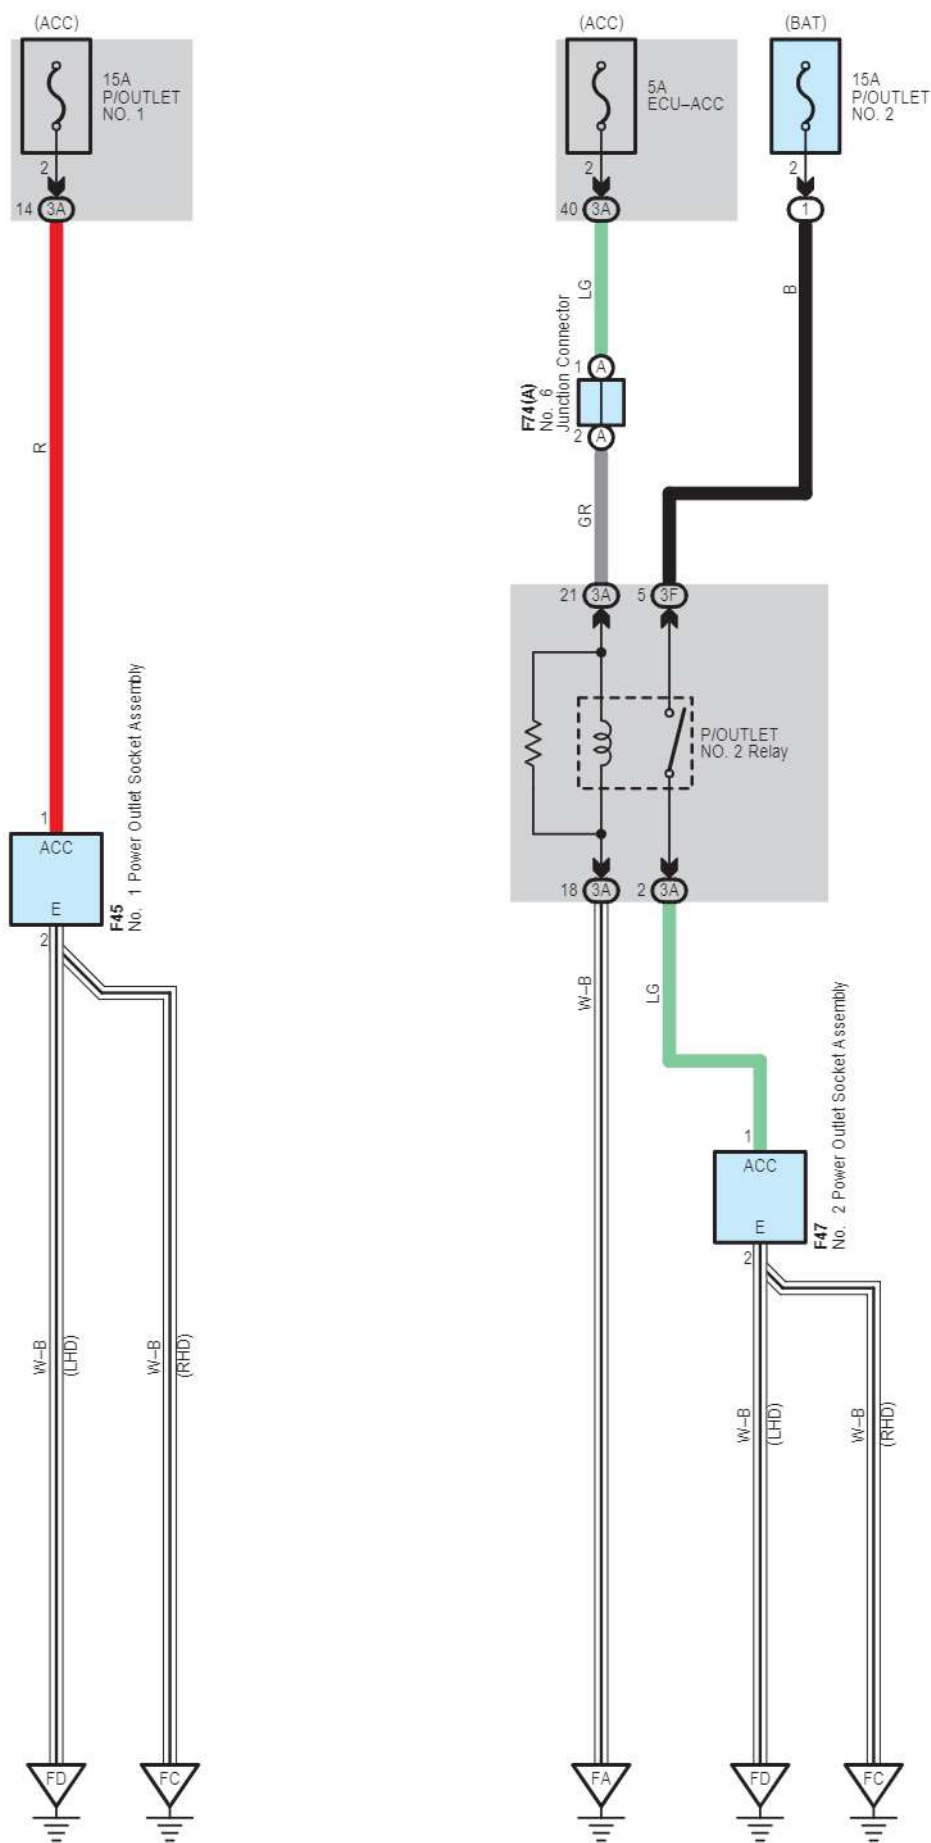 (ACC)
(ACC)
(BAT)
15A
P/OUTLET
NO. 1
5A
ECU–ACC
15A
P/OUTLET
NO. 2
2
2
2
14 3A
40 3A
1
LG
B
1 A
F74(A)
No. 6
Junction Connector
2 A
R
GR
21 3A
5 3F
P/OUTLET
NO. 2 Relay
1
ACC
E
2
F45
No. 1 Power Outlet Socket Assembly
18 3A
2 3A
W–B
LG
1
ACC
E
2
F47
No. 2 Power Outlet Socket Assembly
W–B
(LHD)
W–B
(RHD)
W–B
(LHD)
W–B
(RHD)
FD
FC
FA
FD
FC